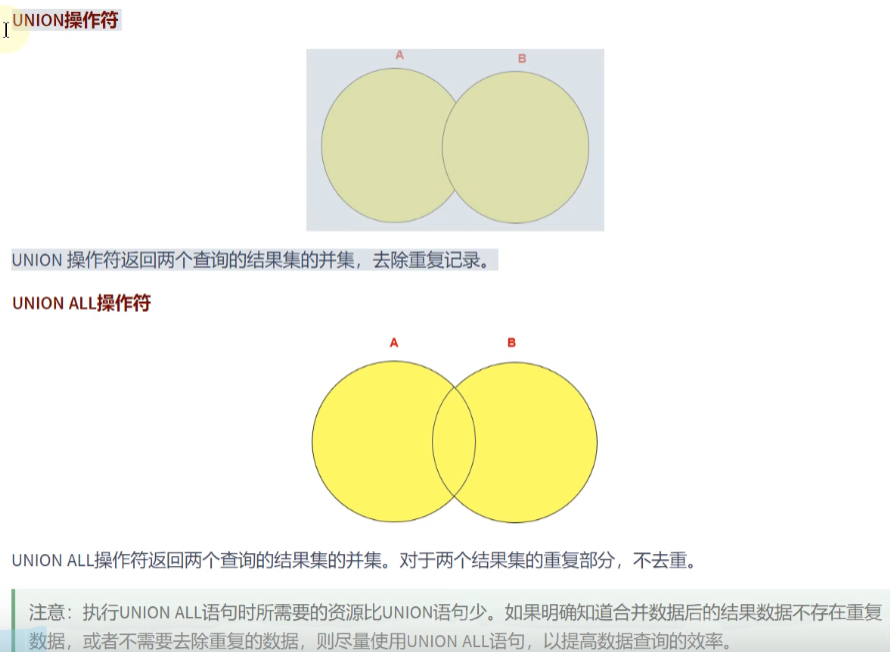 UNION操作符
A B
UNION 操作符返回两个查询的结果集的并集，去除重复记录。
UNION ALL操作符
A B
UNION ALL操作符返回两个查询的结果集的并集。对于两个结果集的重复部分，不去重。
注意：执行UNION ALL语句时所需要的资源比UNION语句少。如果明确知道合并数据后的结果数据不存在重复
数据，或者不需要去除重复的数据，则尽量使用UNION ALL语句，以提高数据查询的效率。